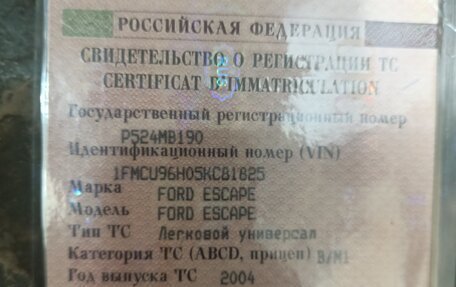 РОССИЙСКАЯ ФЕДЕРАЦИЯ
СВИДЕТЕЛЬСТВО О РЕГИСТРАЦИИ ТС
CERTIFICAT D'IMMATRICULATION
Государственный регистрационный номер
Р524МВ190
Идентификационный номер (VIN)
1FMCU96H05KC81825
Марка FORD ESCAPE
Модель FORD ESCAPE
Тип ТС Легковой универсал
Категория ТС (ABCD, прицеп) B/M1
Год выпуска ТС 2004